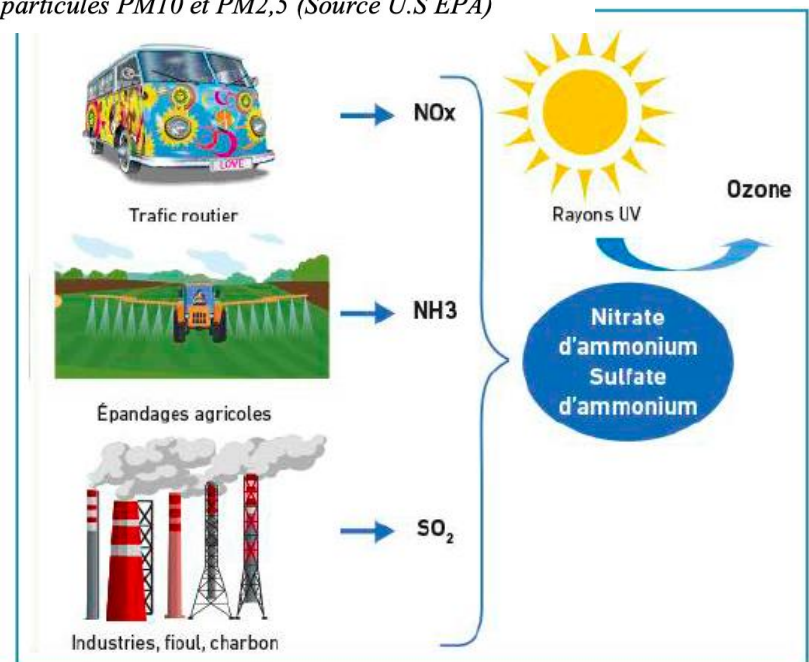 particules PM10 et PM2,5 (Source U.S EPA)
LOVE
NOx
Trafic routier
Rayons UV
Ozone
NH3
Nitrate
d'ammonium
Sulfate
d'ammonium
Épandages agricoles
SO₂
Industries, fioul, charbon